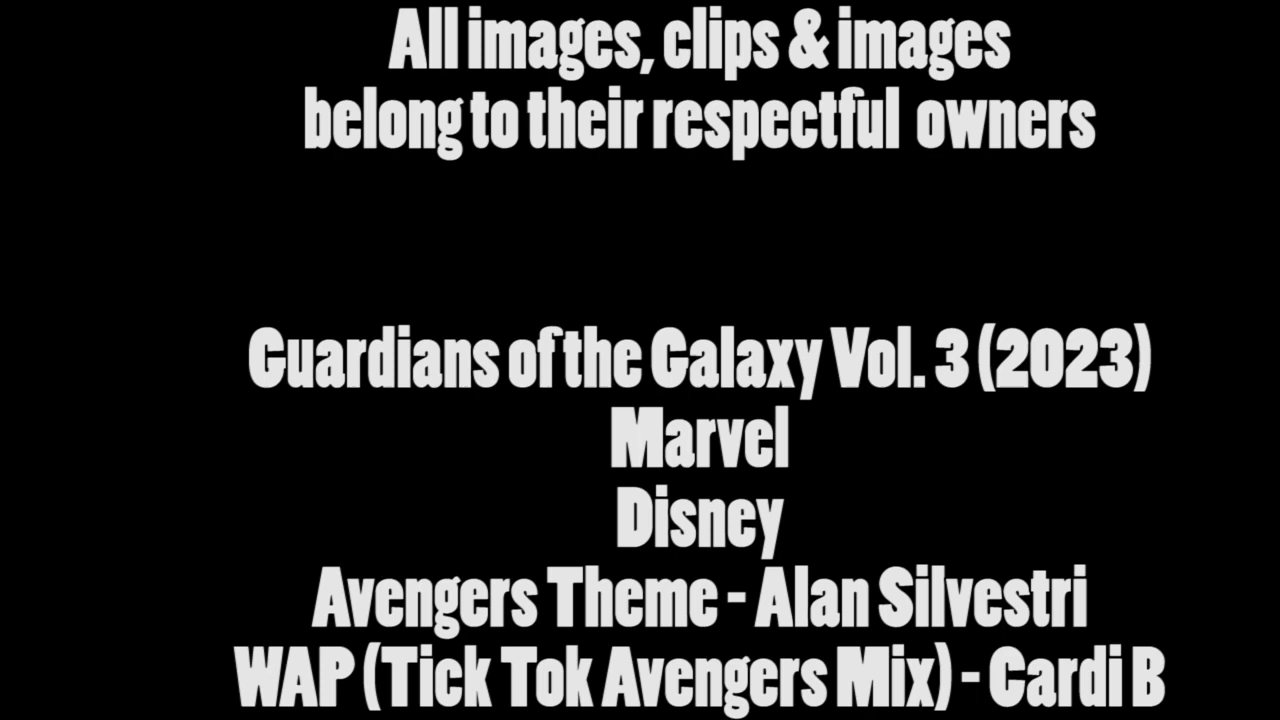 All images, clips & images
belong to their respectful owners
Guardians of the Galaxy Vol. 3 (2023)
Marvel
Disney
Avengers Theme - Alan Silvestri
WAP (Tick Tok Avengers Mix) - Cardi B